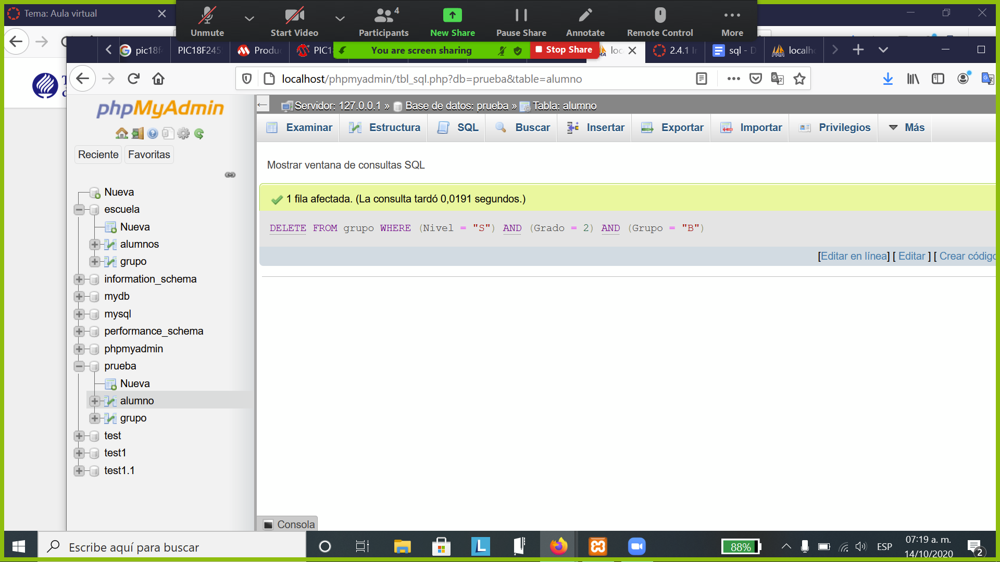 Tema: Aula virtual
Unmute
Start Video
4
Participants
New Share
Pause Share
Annotate
Remote Control
More
pic18f
PIC18F245
Produ
PIC1
You are screen sharing
Stop Share
loc
2.4.1 I
sql - D
localh
localhost/phpmyadmin/tbl_sql.php?db=prueba&table=alumno
phpMyAdmin
Reciente
Favoritas
Nueva
escuela
Nueva
alumnos
grupo
information_schema
mydb
mysql
performance_schema
phpmyadmin
prueba
Nueva
alumno
grupo
test
test1
test1.1
Servidor: 127.0.0.1 » Base de datos: prueba » Tabla: alumno
Examinar
Estructura
SQL
Buscar
Insertar
Exportar
Importar
Privilegios
Más
Mostrar ventana de consultas SQL
1 fila afectada. (La consulta tardó 0,0191 segundos.)
DELETE FROM grupo WHERE (Nivel = "S") AND (Grado = 2) AND (Grupo = "B")
[Editar en línea] [ Editar ] [ Crear código
Consola
Escribe aquí para buscar
88%
ESP
07:19 a. m.
14/10/2020
2